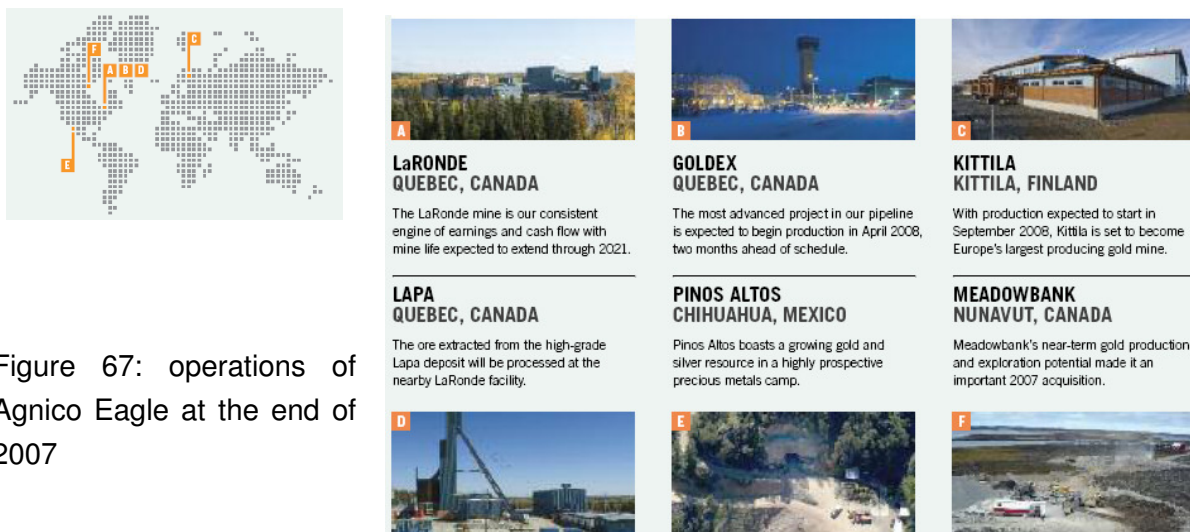 F
C
A B D
E
A
B
C
LaRONDE
QUEBEC, CANADA
The LaRonde mine is our consistent
engine of earnings and cash flow with
mine life expected to extend through 2021.
GOLDEX
QUEBEC, CANADA
The most advanced project in our pipeline
is expected to begin production in April 2008,
two months ahead of schedule.
KITTILA
KITTILA, FINLAND
With production expected to start in
September 2008, Kittila is set to become
Europe's largest producing gold mine.
LAPA
QUEBEC, CANADA
The ore extracted from the high-grade
Lapa deposit will be processed at the
nearby LaRonde facility.
PINOS ALTOS
CHIHUAHUA, MEXICO
Pinos Altos boasts a growing gold and
silver resource in a highly prospective
precious metals camp.
MEADOWBANK
NUNAVUT, CANADA
Meadowbank's near-term gold production
and exploration potential made it an
important 2007 acquisition.
D
E
F
Figure 67: operations of
Agnico Eagle at the end of
2007